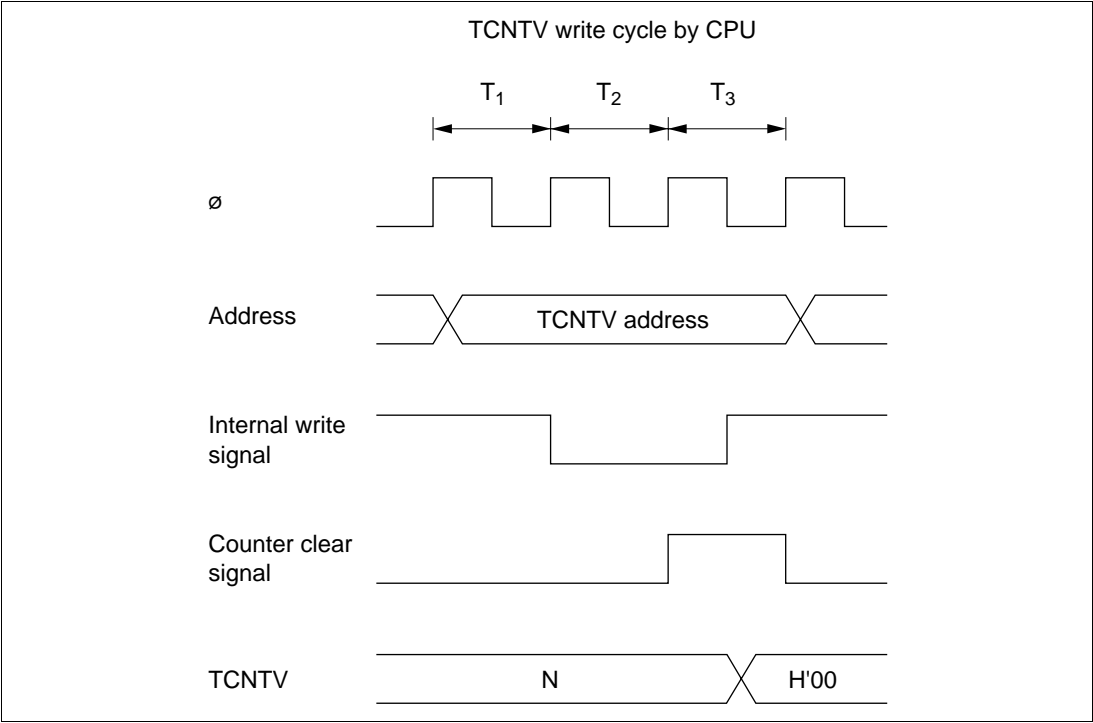 TCNTV write cycle by CPU
T1 T2 T3
ø
Address
TCNTV address
Internal write
signal
Counter clear
signal
TCNTV
N
H'00